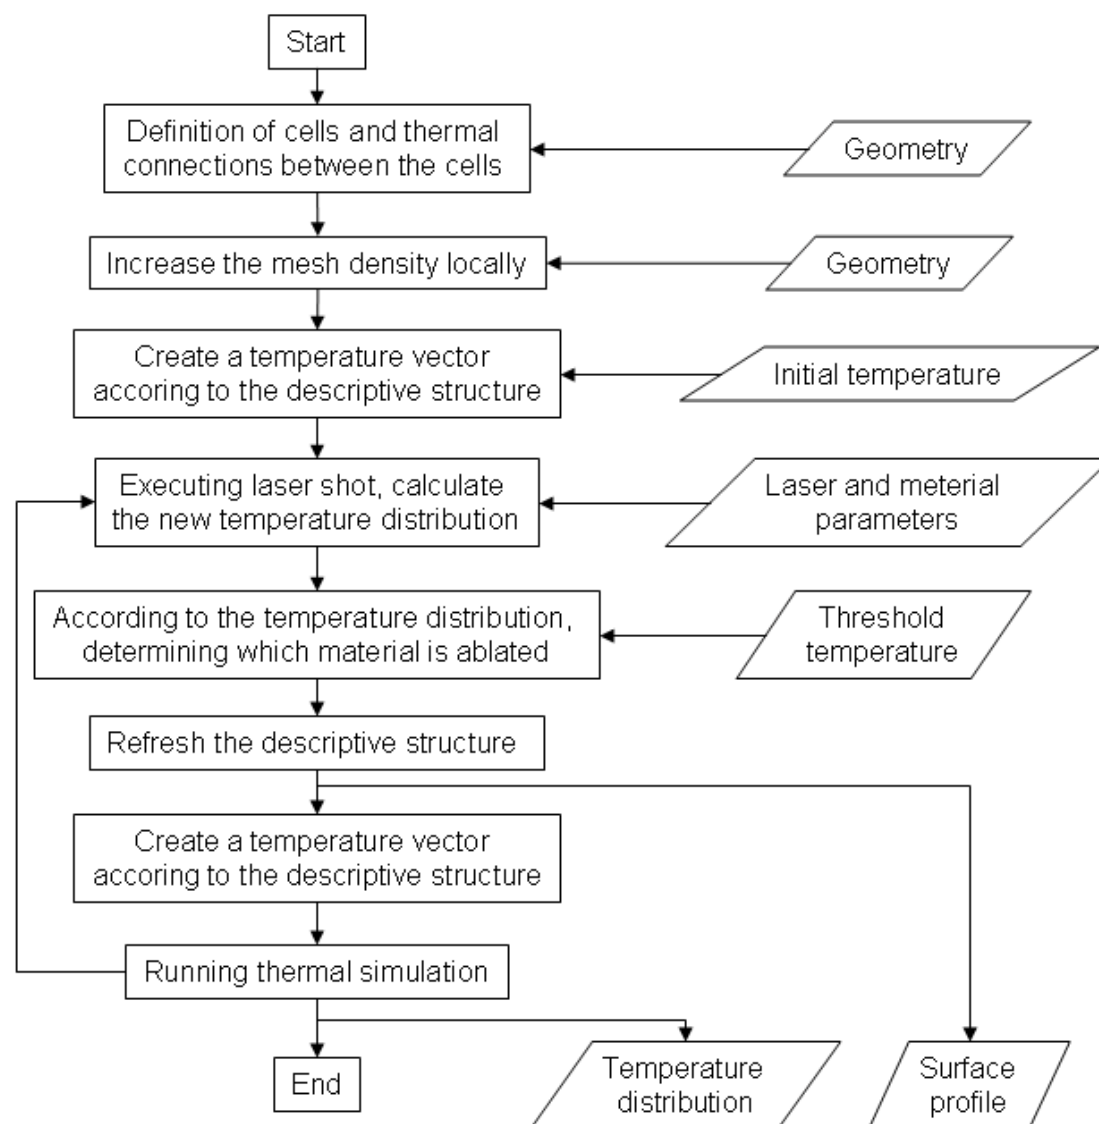 Start
Definition of cells and thermal
connections between the cells
Geometry
Increase the mesh density locally
Geometry
Create a temperature vector
accoring to the descriptive structure
Initial temperature
Executing laser shot, calculate
the new temperature distribution
Laser and meterial
parameters
According to the temperature distribution,
determining which material is ablated
Threshold
temperature
Refresh the descriptive structure
Create a temperature vector
accoring to the descriptive structure
Running thermal simulation
End
Temperature
distribution
Surface
profile